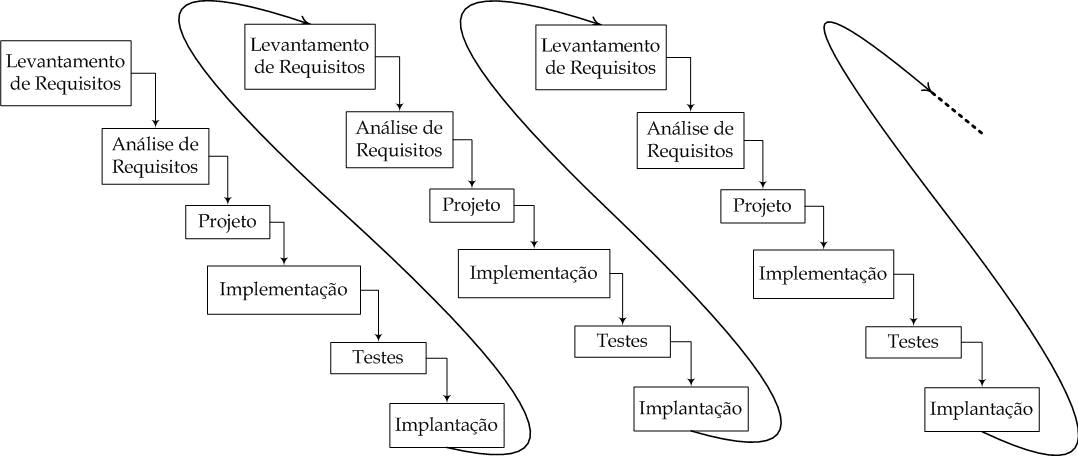 Levantamento
de Requisitos
Análise de
Requisitos
Projeto
Implementação
Testes
Implantação
Levantamento
de Requisitos
Análise de
Requisitos
Projeto
Implementação
Testes
Implantação
Levantamento
de Requisitos
Análise de
Requisitos
Projeto
Implementação
Testes
Implantação